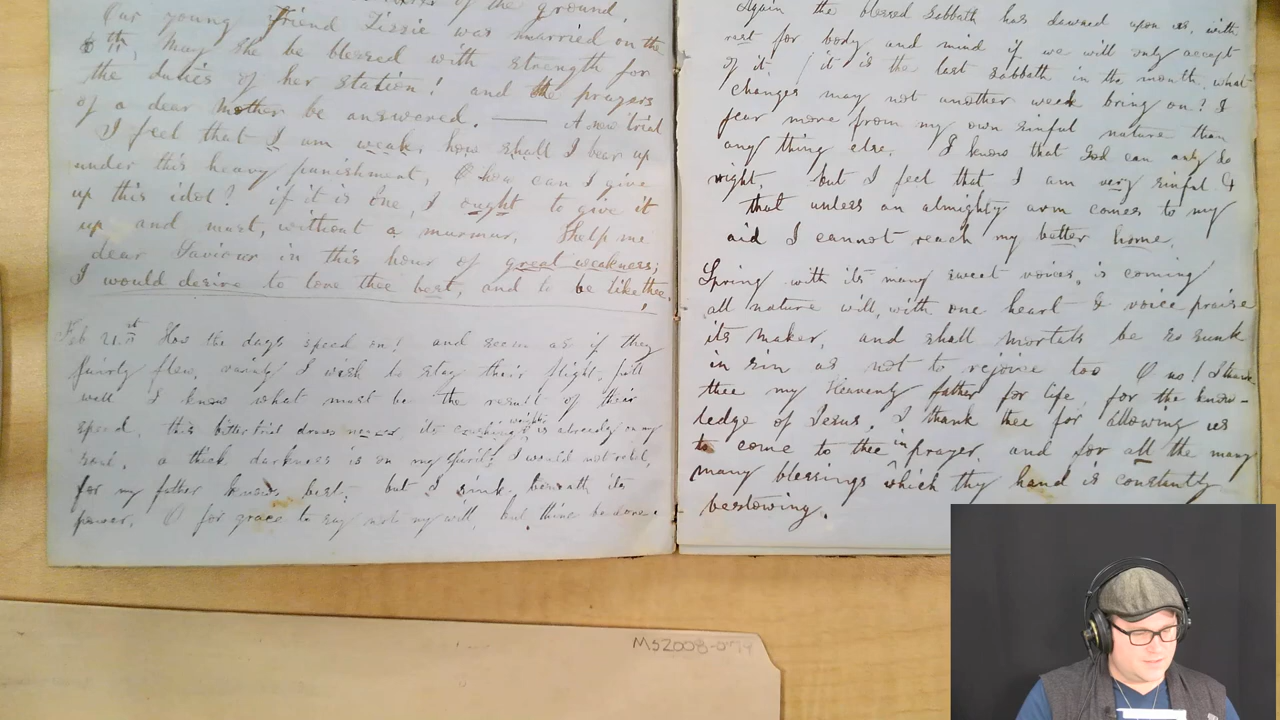 of the ground.
Our young friend Lizzie was married on the
8th, May she be blessed with strength for
the duties of her station! and the prayers
of a dear mother be answered. — A new trial
I feel that I am weak, how shall I bear up
under this heavy punishment, O how can I give
up this idol? if it is one, I ought to give it
up and must, without a murmur, help me
dear Saviour in this hour of great weakness;
I would desire to love thee best, and to be like thee.
Feb 21st How the days speed on! and seem as if they
fairly flew, vainly I wish to stay their flight, full
well I know what must be the result of their
speed, this bitter trial draws nearer, its crushing weight is already on my
soul, a thick darkness is on my spirit, I would not rebel,
for my father knows best, but I sink, beneath its
power, O for grace to say not my will, but thine be done.
Again the blessed Sabbath has dawned upon us, with
rest for body and mind if we will only accept
of it, it is the last Sabbath in the month, what
changes may not another week bring on? I
fear more from my own sinful nature than
any thing else. I know that God can only do
right, but I feel that I am very sinful &
that unless an almighty arm comes to my
aid I cannot reach my better home.
Spring with its many sweet voices is coming
all nature will, with one heart & voice praise
its maker, and shall mortals be so sunk
in sin as not to rejoice too O no! I thank
thee my Heavenly father for life, for the know-
ledge of Jesus, I thank thee for allowing us
to come to thee in prayer, and for all the many
many blessings which thy hand is constantly
bestowing.